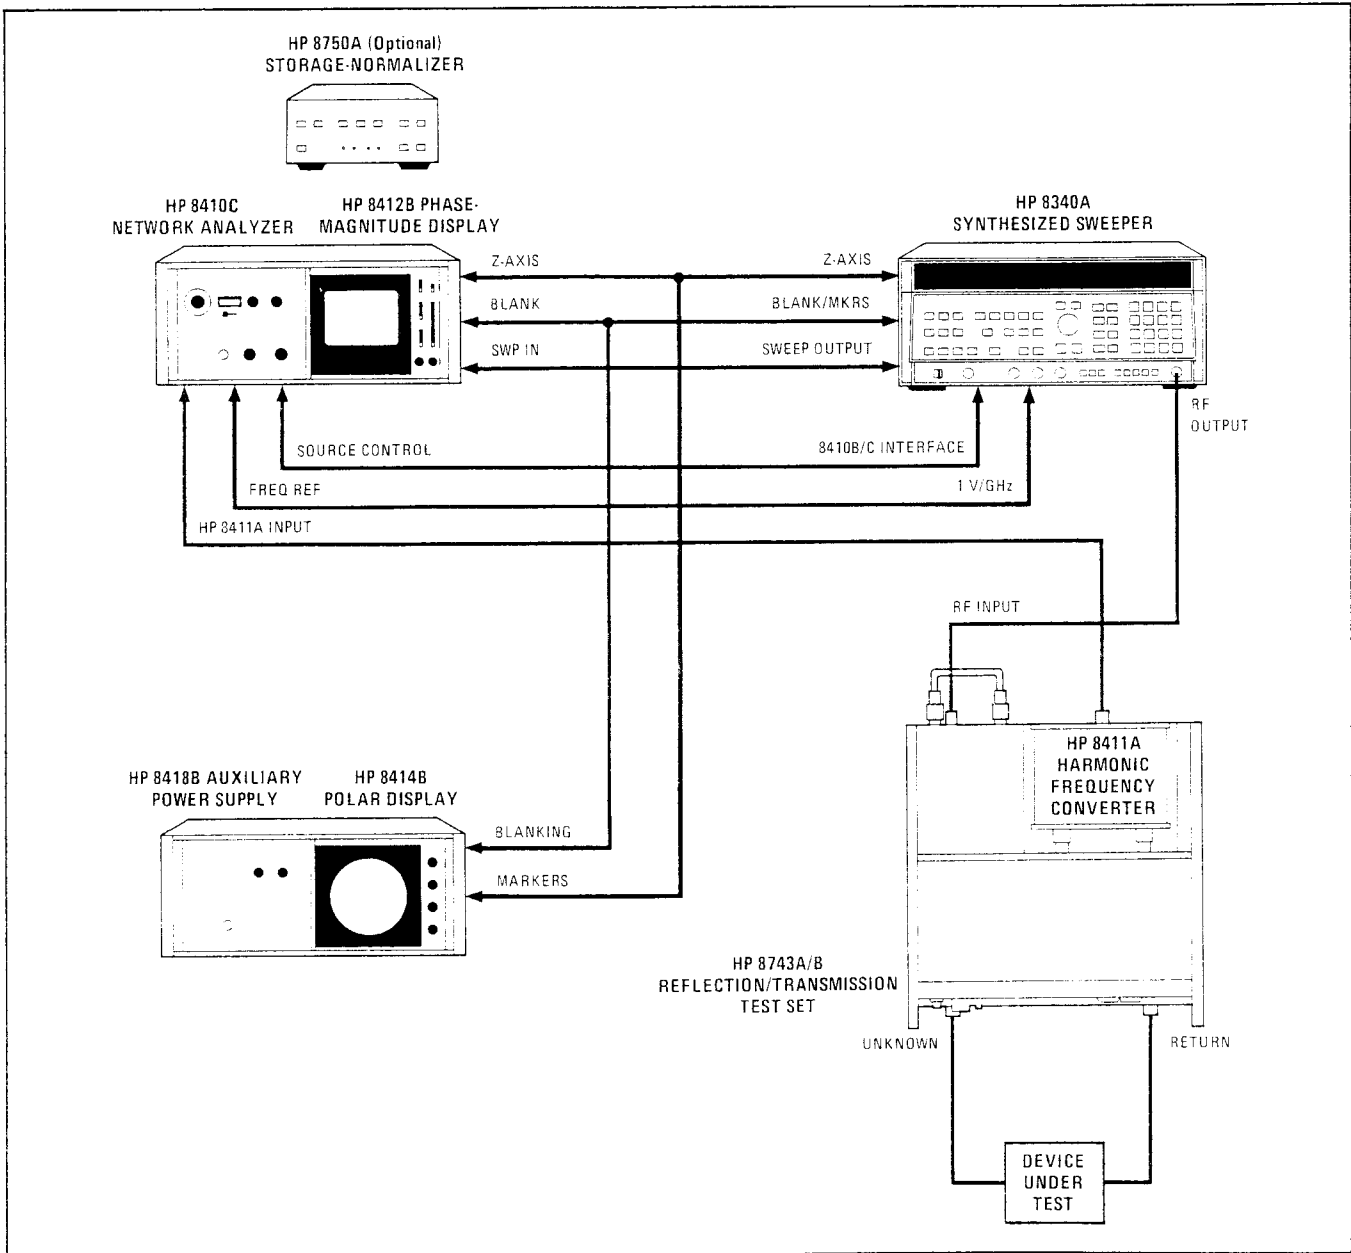 HP 8750A (Optional)
STORAGE-NORMALIZER
HP 8410C
NETWORK ANALYZER
HP 8412B PHASE-
MAGNITUDE DISPLAY
HP 8340A
SYNTHESIZED SWEEPER
Z-AXIS
Z-AXIS
BLANK
BLANK/MKRS
SWP IN
SWEEP OUTPUT
RF
OUTPUT
SOURCE CONTROL
8410B/C INTERFACE
FREQ REF
1 V/GHz
HP 8411A INPUT
RF INPUT
HP 8411A
HARMONIC
FREQUENCY
CONVERTER
HP 8418B AUXILIARY
POWER SUPPLY
HP 8414B
POLAR DISPLAY
BLANKING
MARKERS
HP 8743A/B
REFLECTION/TRANSMISSION
TEST SET
UNKNOWN
RETURN
DEVICE
UNDER
TEST